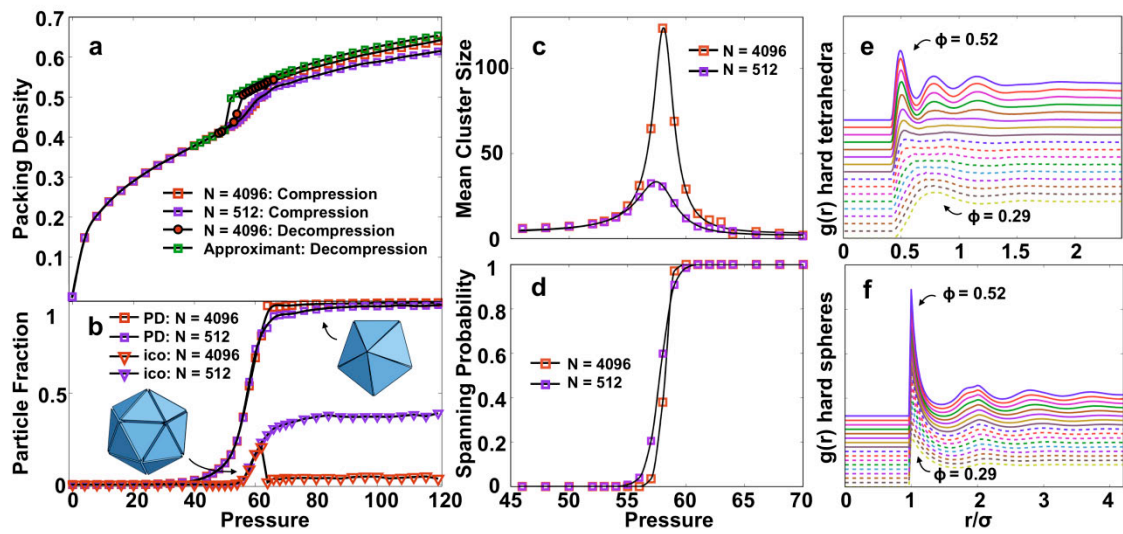 a
Packing Density
0.7
0.6
0.5
0.4
0.3
0.2
0.1
N = 4096: Compression
N = 512: Compression
N = 4096: Decompression
Approximant: Decompression
b
Particle Fraction
1
0.5
0
PD: N = 4096
PD: N = 512
ico: N = 4096
ico: N = 512
0 20 40 60 80 100 120
Pressure
c
Mean Cluster Size
100
50
0
N = 4096
N = 512
d
Spanning Probability
1
0.8
0.6
0.4
0.2
0
N = 4096
N = 512
45 50 55 60 65 70
Pressure
e
g(r) hard tetrahedra
ϕ = 0.52
ϕ = 0.29
0 0.5 1 1.5 2
f
g(r) hard spheres
ϕ = 0.52
ϕ = 0.29
0 1 2 3 4
r/σ